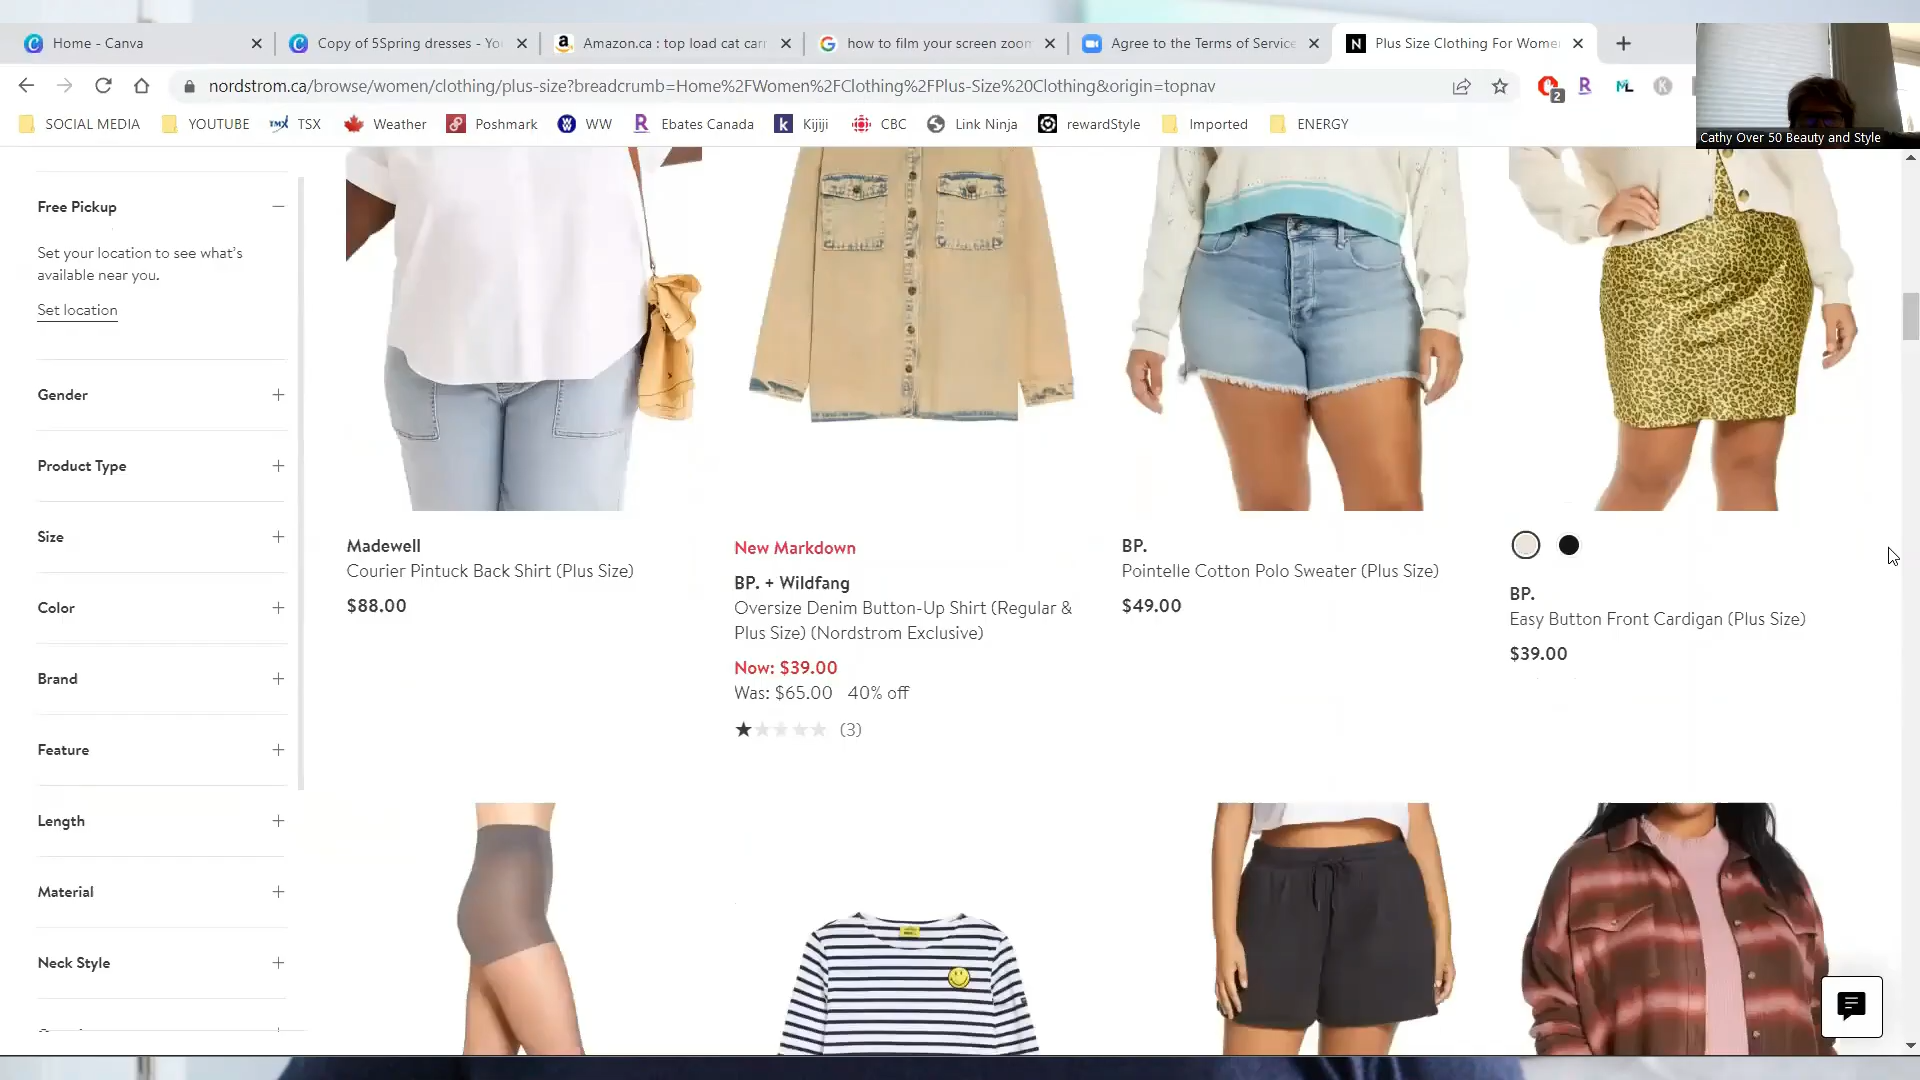 Home - Canva
Copy of 5Spring dresses - Yo
Amazon.ca : top load cat carr
how to film your screen zoom
Agree to the Terms of Service
Plus Size Clothing For Wome
nordstrom.ca/browse/women/clothing/plus-size?breadcrumb=Home%2FWomen%2FClothing%2FPlus-Size%20Clothing&origin=topnav
2
SOCIAL MEDIA
YOUTUBE
TMX TSX
Weather
Poshmark
WW
Ebates Canada
Kijiji
CBC
Link Ninja
rewardStyle
Imported
ENERGY
Cathy Over 50 Beauty and Style
Free Pickup
Set your location to see what's
available near you.
Set location
Gender
Product Type
Size
Color
Brand
Feature
Length
Material
Neck Style
Madewell
Courier Pintuck Back Shirt (Plus Size)
$88.00
New Markdown
BP. + Wildfang
Oversize Denim Button-Up Shirt (Regular &
Plus Size) (Nordstrom Exclusive)
Now: $39.00
Was: $65.00 40% off
(3)
BP.
Pointelle Cotton Polo Sweater (Plus Size)
$49.00
BP.
Easy Button Front Cardigan (Plus Size)
$39.00